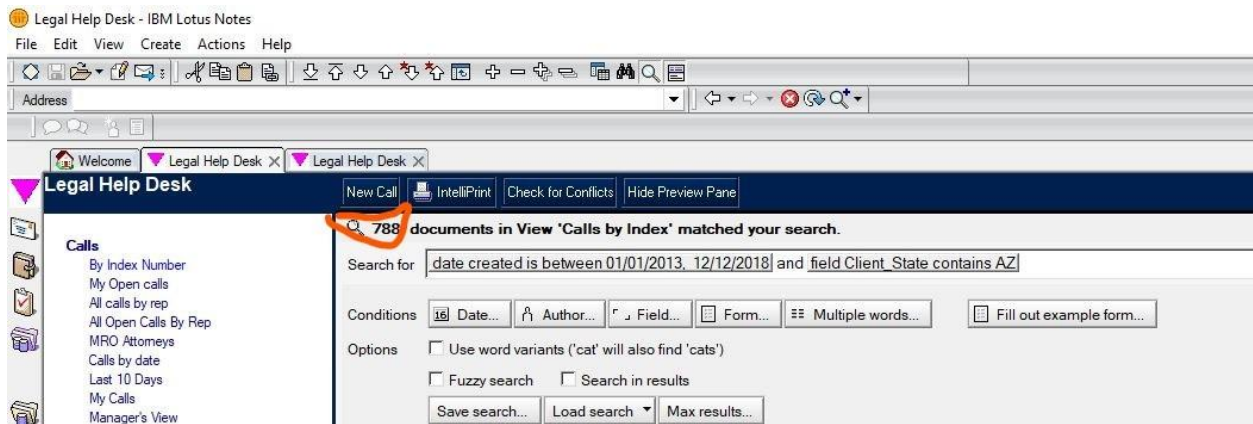 Legal Help Desk - IBM Lotus Notes
File Edit View Create Actions Help
Address
Welcome Legal Help Desk Legal Help Desk
Legal Help Desk
New Call IntelliPrint Check for Conflicts Hide Preview Pane
788 documents in View 'Calls by Index' matched your search.
Search for date created is between 01/01/2013, 12/12/2018 and field Client_State contains AZ
Conditions 16 Date... Author... Field... Form... Multiple words... Fill out example form...
Options Use word variants ('cat' will also find 'cats')
Fuzzy search Search in results
Save search... Load search Max results...
Calls
By Index Number
My Open calls
All calls by rep
All Open Calls By Rep
MRO Attorneys
Calls by date
Last 10 Days
My Calls
Manager's View